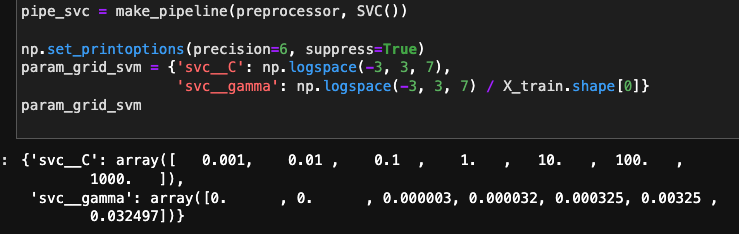 pipe_svc = make_pipeline(preprocessor, SVC())
np.set_printoptions(precision=6, suppress=True)
param_grid_svm = {'svc__C': np.logspace(-3, 3, 7),
'svc__gamma': np.logspace(-3, 3, 7) / X_train.shape[0]}
param_grid_svm
: {'svc__C': array([   0.001,    0.01 ,    0.1  ,    1.   ,   10.   ,  100.   ,
1000.   ]),
'svc__gamma': array([0.      , 0.      , 0.000003, 0.000032, 0.000325, 0.00325 ,
0.032497])}